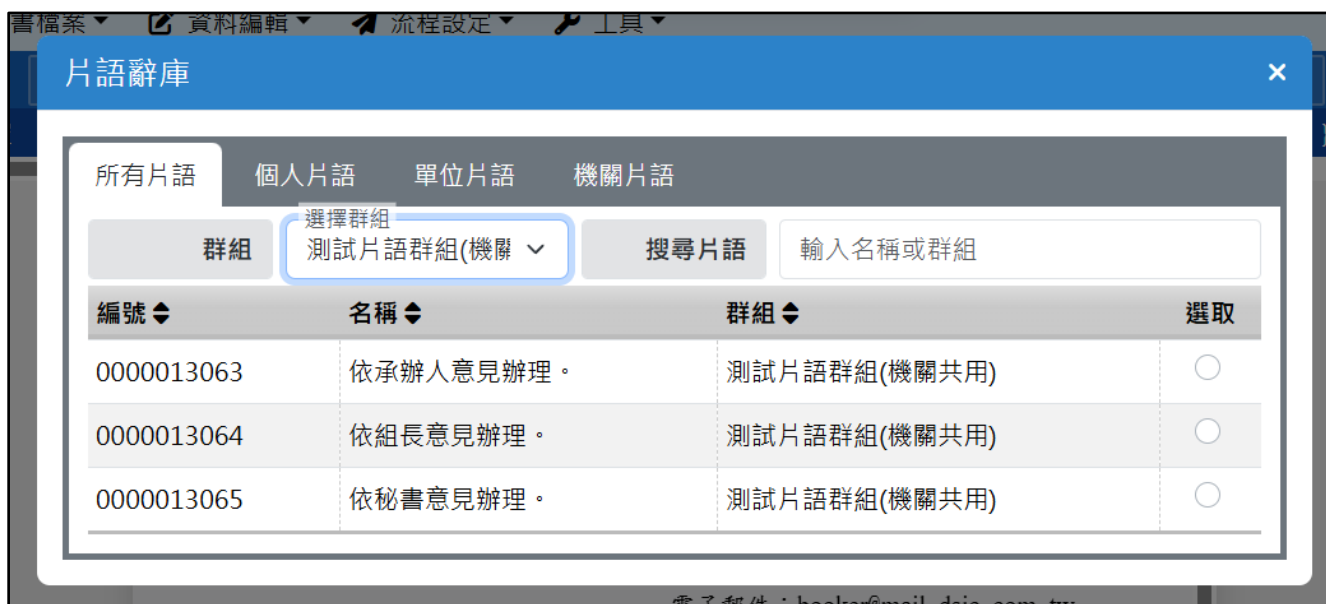 書檔案 資料編輯 流程設定 工具
片語辭庫
所有片語 個人片語 單位片語 機關片語
選擇群組
群組 測試片語群組(機關 搜尋片語 輸入名稱或群組
編號 名稱 群組 選取
0000013063 依承辦人意見辦理。 測試片語群組(機關共用)
0000013064 依組長意見辦理。 測試片語群組(機關共用)
0000013065 依秘書意見辦理。 測試片語群組(機關共用)